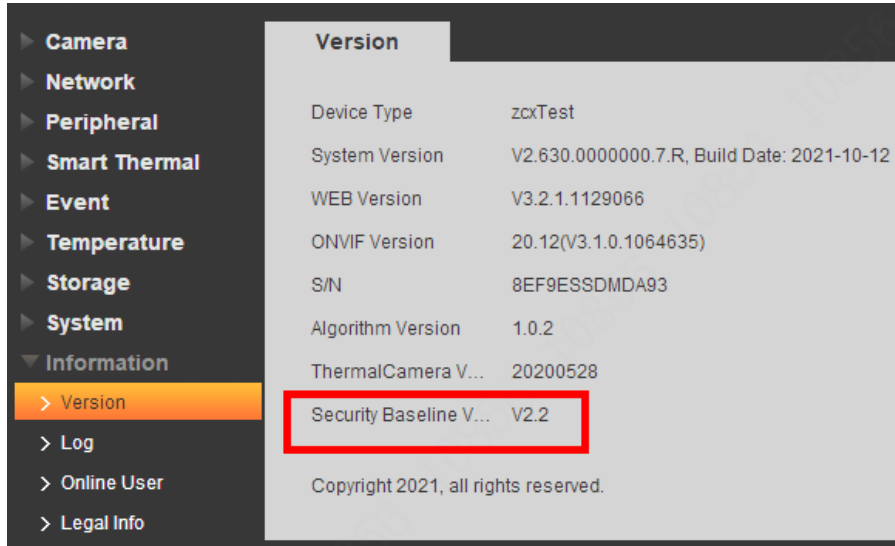 Camera
Network
Peripheral
Smart Thermal
Event
Temperature
Storage
System
Information
Version
Log
Online User
Legal Info
Version
Device Type zcxTest
System Version V2.630.0000000.7.R, Build Date: 2021-10-12
WEB Version V3.2.1.1129066
ONVIF Version 20.12(V3.1.0.1064635)
S/N 8EF9ESSDMDA93
Algorithm Version 1.0.2
ThermalCamera V... 20200528
Security Baseline V... V2.2
Copyright 2021, all rights reserved.